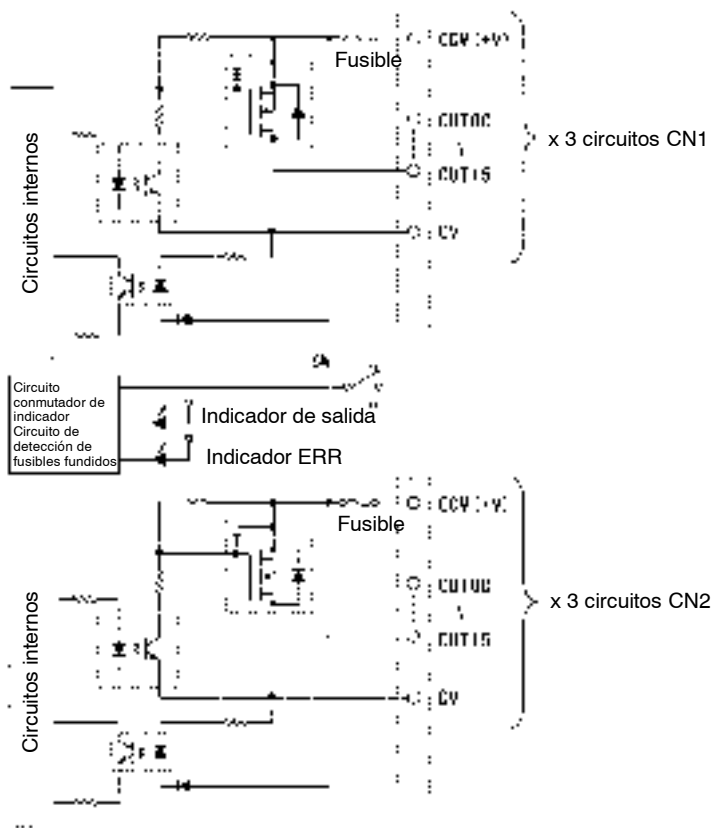 Fusible
COM (+V)
OUT00
x 3 circuitos CN1
OUT15
0V
Circuitos internos
Circuito
conmutador de
indicador
Circuito de
detección de
fusibles fundidos
Indicador de salida
Indicador ERR
Fusible
COM (+V)
OUT00
x 3 circuitos CN2
OUT15
0V
Circuitos internos